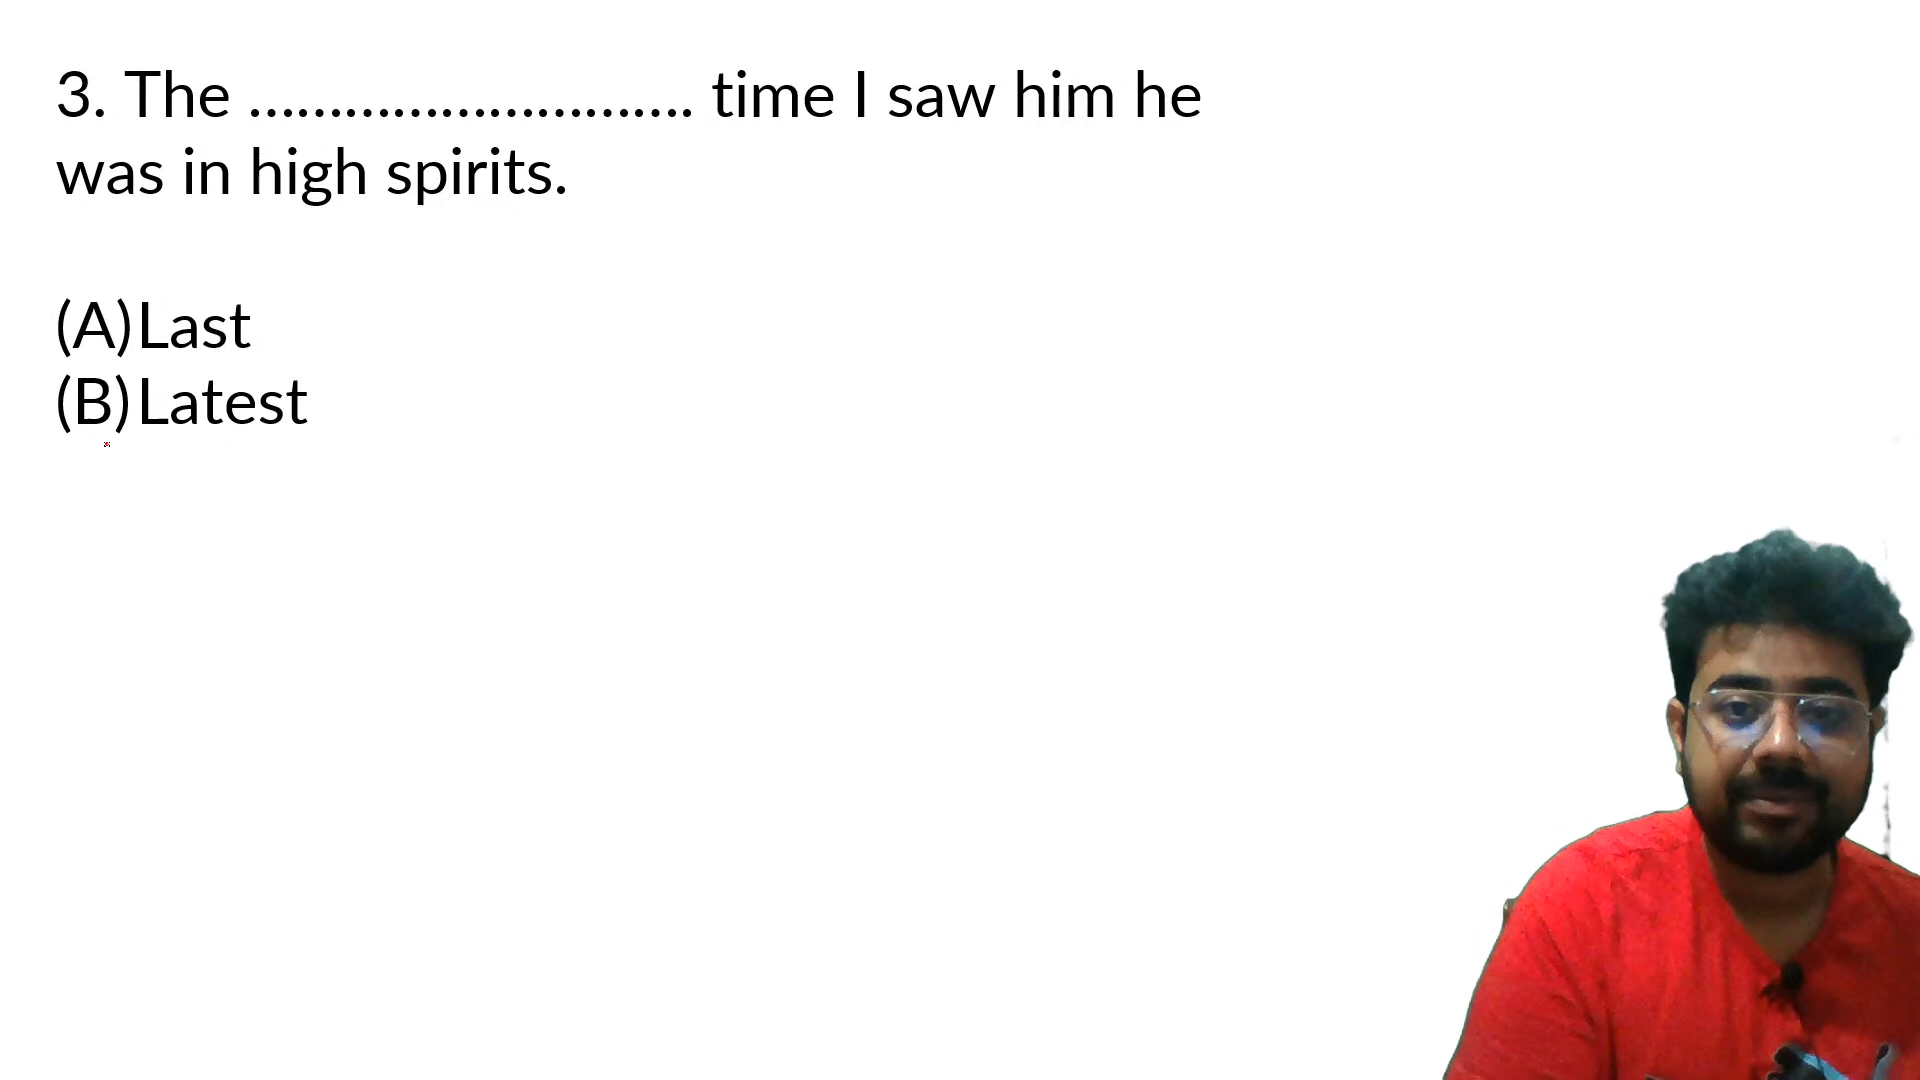 3. The ............................ time I saw him he
was in high spirits.
(A)Last
(B)Latest